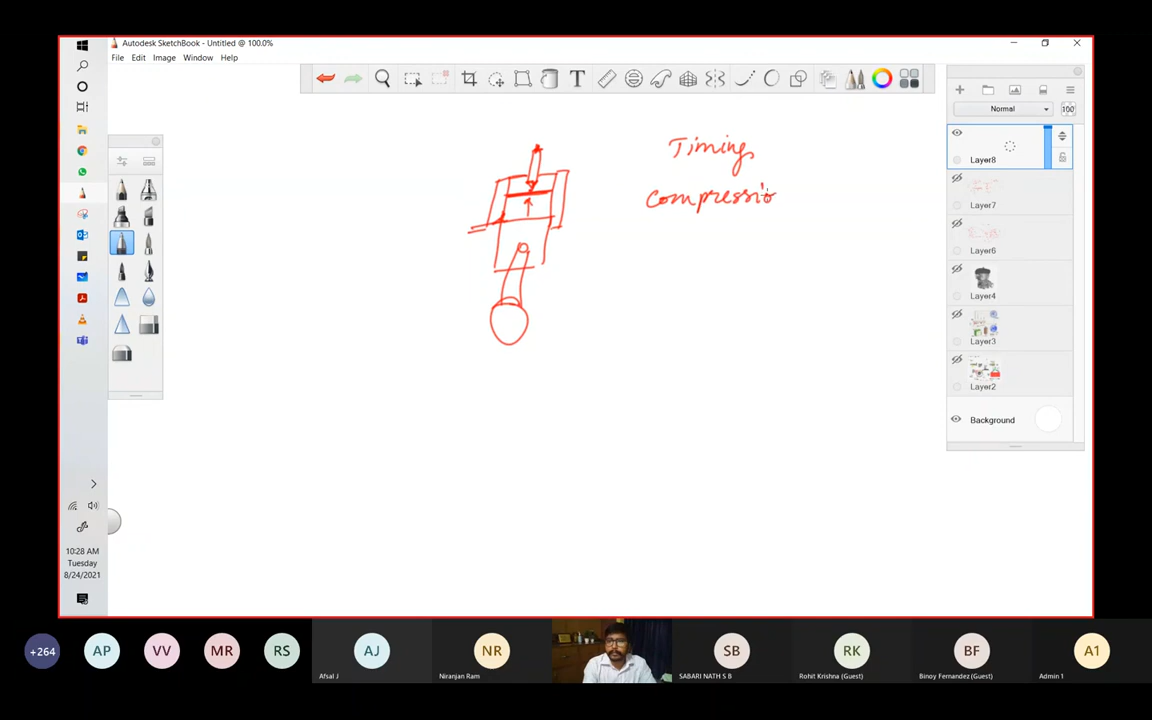 Autodesk SketchBook - Untitled @ 100.0%
File Edit Image Window Help
T
Normal 100
Layer8
Layer7
Layer6
Layer4
Layer3
Layer2
Background
Timing,
compressio
10:28 AM
Tuesday
8/24/2021
+264 AP VV MR RS AJ NR SB RK BF A1
Afsal J Niranjan Ram SABARI NATH S B Rohit Krishna (Guest) Binoy Fernandez (Guest) Admin 1